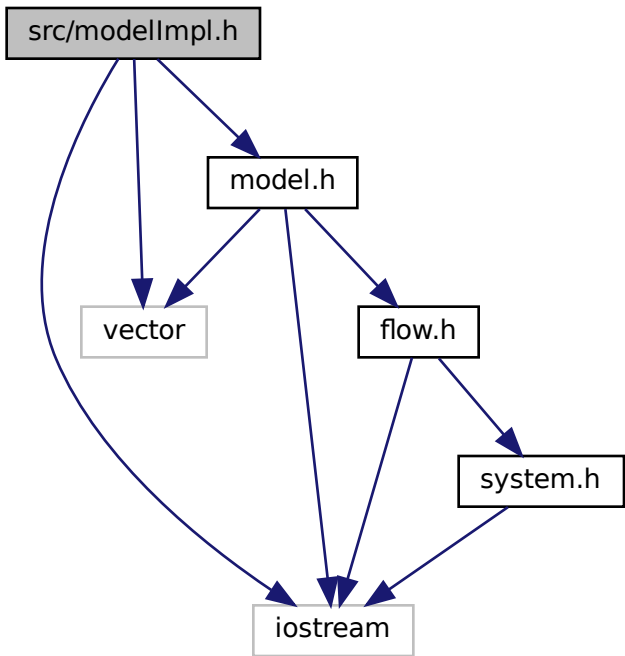 src/modelImpl.h
model.h
vector
flow.h
system.h
iostream